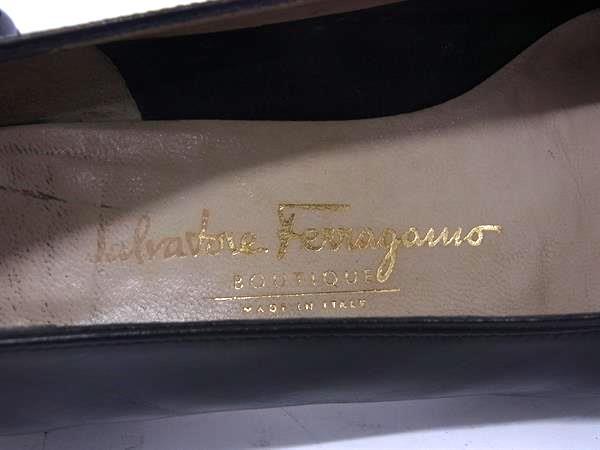 Salvatore Ferragamo
BOUTIQUE
MADE IN ITALY